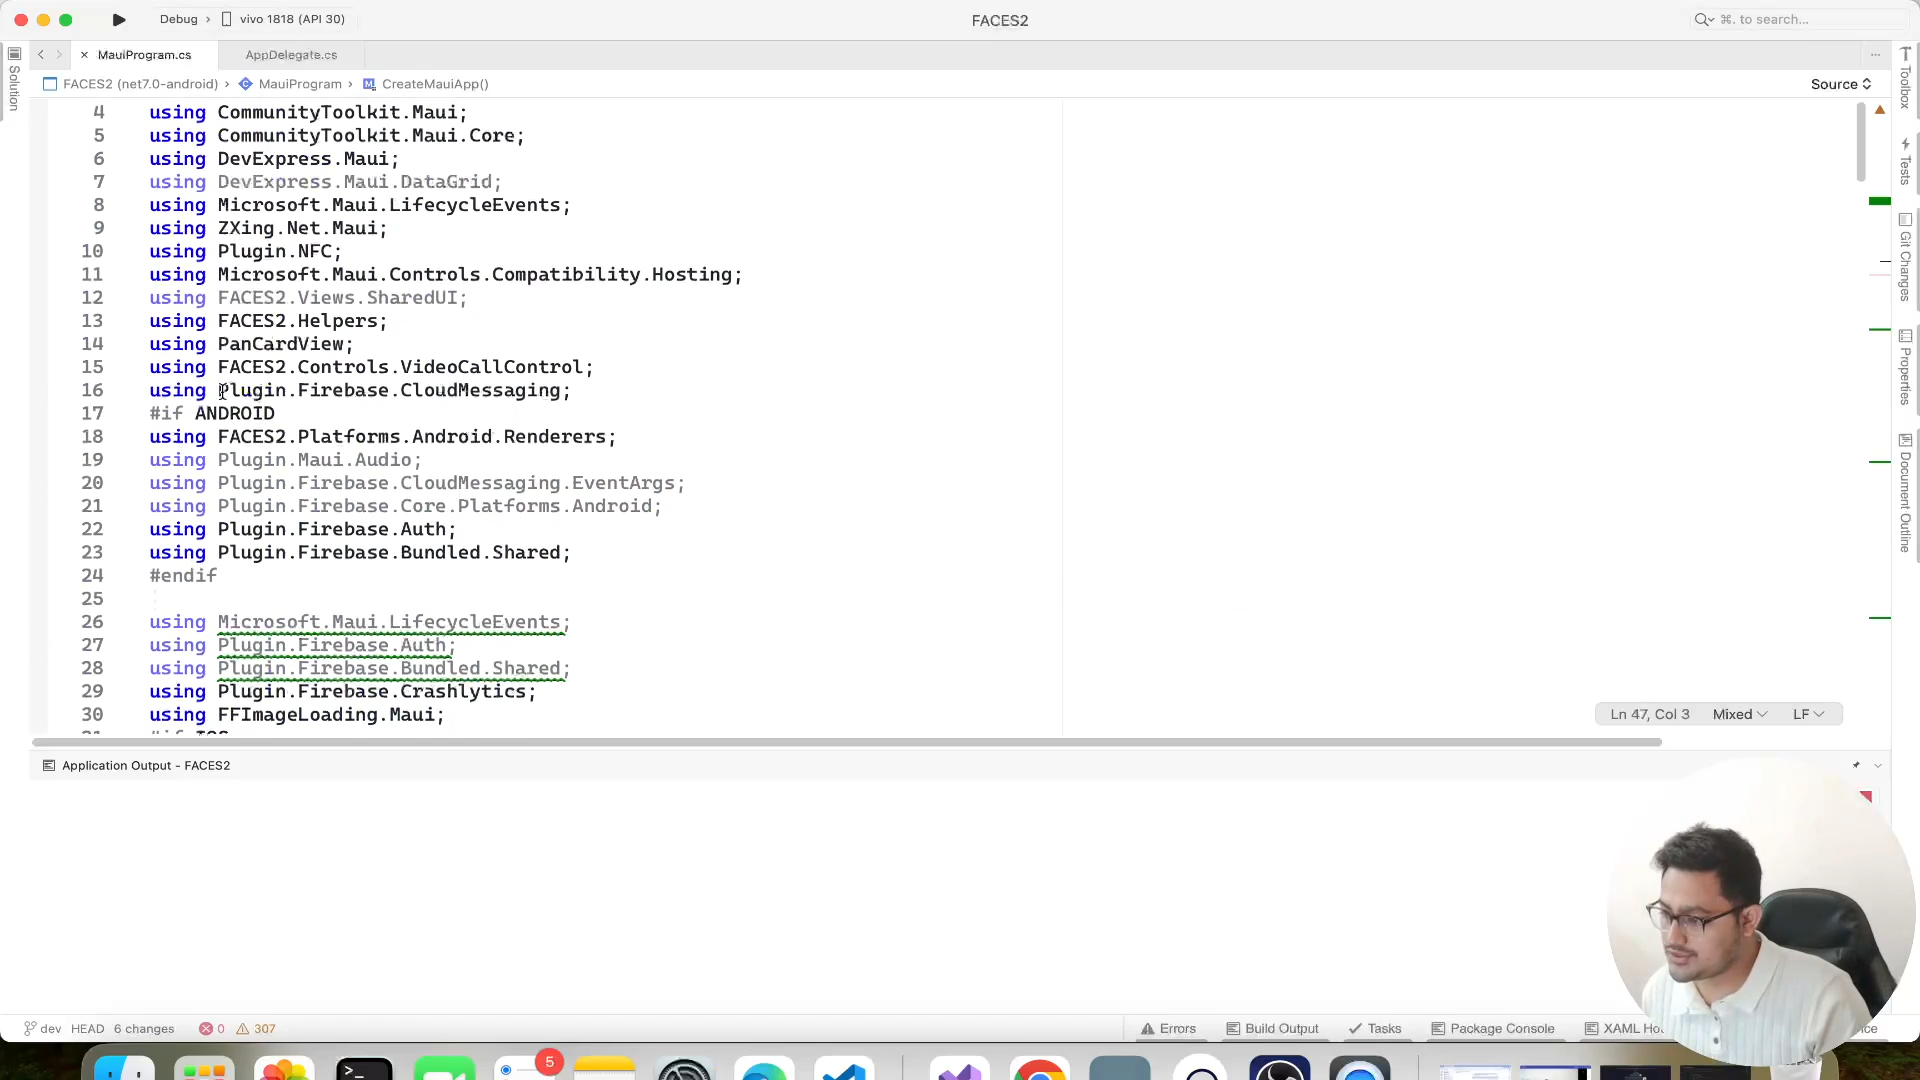 Debug › vivo 1818 (API 30)
FACES2
⌘. to search...
Solution
MauiProgram.cs
AppDelegate.cs
FACES2 (net7.0-android) › MauiProgram › CreateMauiApp()
Source
4 using CommunityToolkit.Maui;
5 using CommunityToolkit.Maui.Core;
6 using DevExpress.Maui;
7 using DevExpress.Maui.DataGrid;
8 using Microsoft.Maui.LifecycleEvents;
9 using ZXing.Net.Maui;
10 using Plugin.NFC;
11 using Microsoft.Maui.Controls.Compatibility.Hosting;
12 using FACES2.Views.SharedUI;
13 using FACES2.Helpers;
14 using PanCardView;
15 using FACES2.Controls.VideoCallControl;
16 using Plugin.Firebase.CloudMessaging;
17 #if ANDROID
18 using FACES2.Platforms.Android.Renderers;
19 using Plugin.Maui.Audio;
20 using Plugin.Firebase.CloudMessaging.EventArgs;
21 using Plugin.Firebase.Core.Platforms.Android;
22 using Plugin.Firebase.Auth;
23 using Plugin.Firebase.Bundled.Shared;
24 #endif
25
26 using Microsoft.Maui.LifecycleEvents;
27 using Plugin.Firebase.Auth;
28 using Plugin.Firebase.Bundled.Shared;
29 using Plugin.Firebase.Crashlytics;
30 using FFImageLoading.Maui;
Toolbox
Tests
Git Changes
Properties
Document Outline
Ln 47, Col 3 Mixed LF
Application Output - FACES2
dev HEAD 6 changes 0 307
Errors
Build Output
Tasks
Package Console
XAML
5